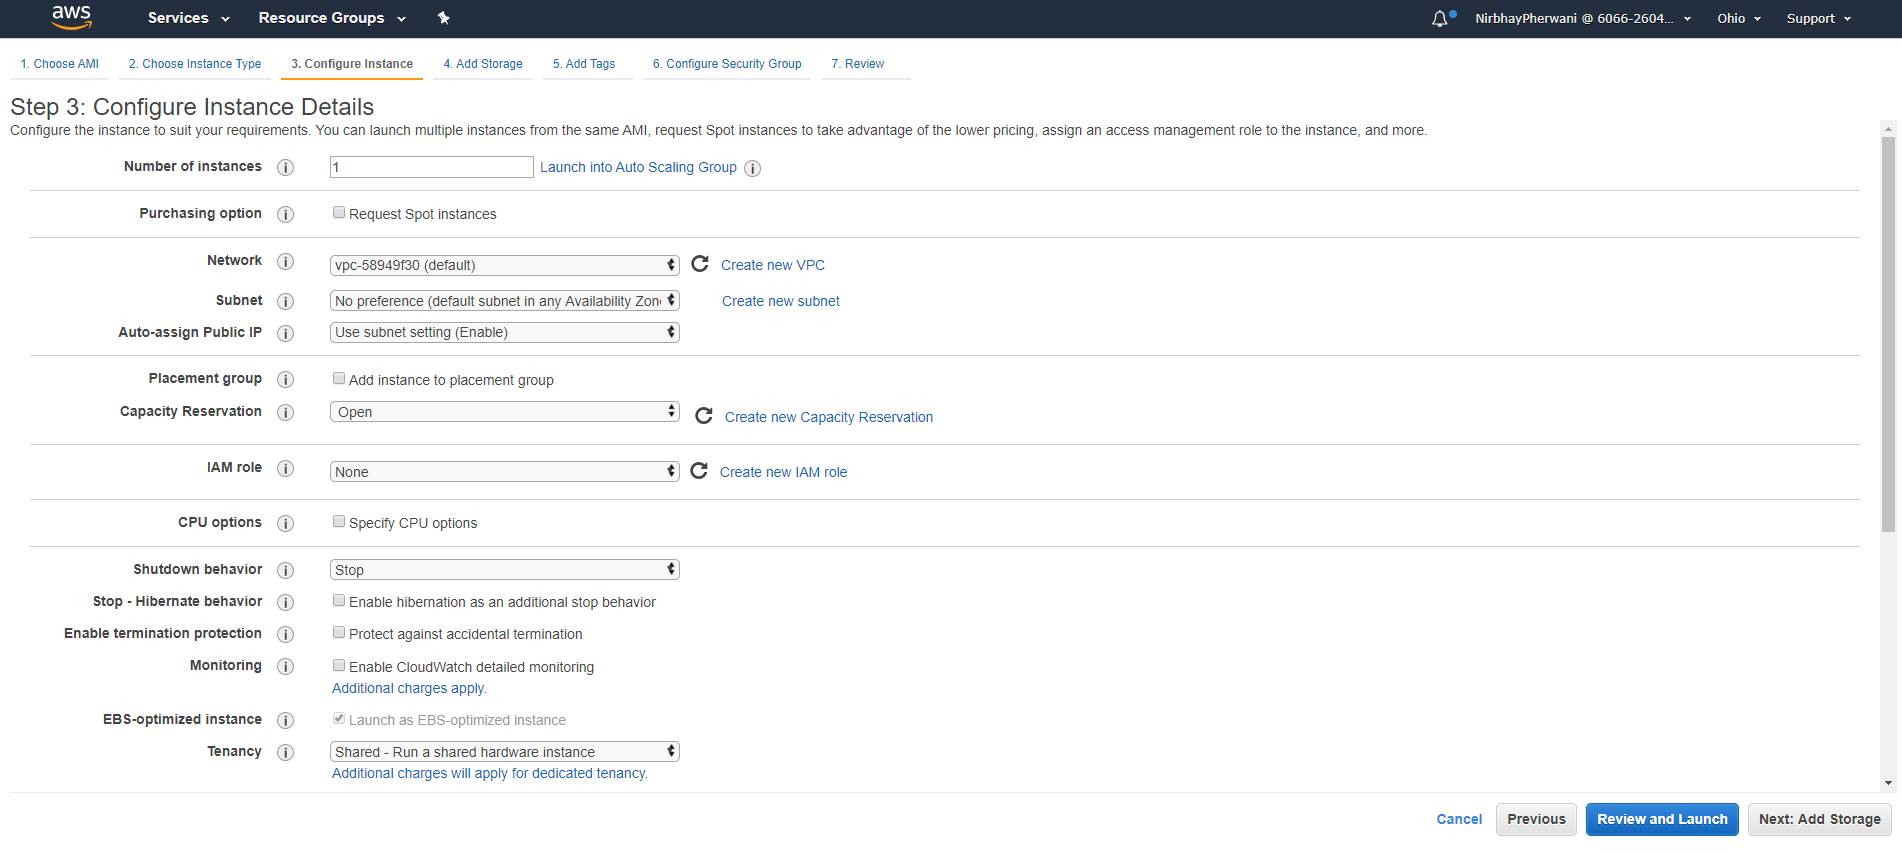 aws Services Resource Groups NirbhayPherwani @ 6066-2604... Ohio Support
1. Choose AMI 2. Choose Instance Type 3. Configure Instance 4. Add Storage 5. Add Tags 6. Configure Security Group 7. Review
Step 3: Configure Instance Details
Configure the instance to suit your requirements. You can launch multiple instances from the same AMI, request Spot instances to take advantage of the lower pricing, assign an access management role to the instance, and more.
Number of instances i 1 Launch into Auto Scaling Group i
Purchasing option i Request Spot instances
Network i vpc-58949f30 (default) Create new VPC
Subnet i No preference (default subnet in any Availability Zone Create new subnet
Auto-assign Public IP i Use subnet setting (Enable)
Placement group i Add instance to placement group
Capacity Reservation i Open Create new Capacity Reservation
IAM role i None Create new IAM role
CPU options i Specify CPU options
Shutdown behavior i Stop
Stop - Hibernate behavior i Enable hibernation as an additional stop behavior
Enable termination protection i Protect against accidental termination
Monitoring i Enable CloudWatch detailed monitoring
Additional charges apply.
EBS-optimized instance i Launch as EBS-optimized instance
Tenancy i Shared - Run a shared hardware instance
Additional charges will apply for dedicated tenancy.
Cancel Previous Review and Launch Next: Add Storage